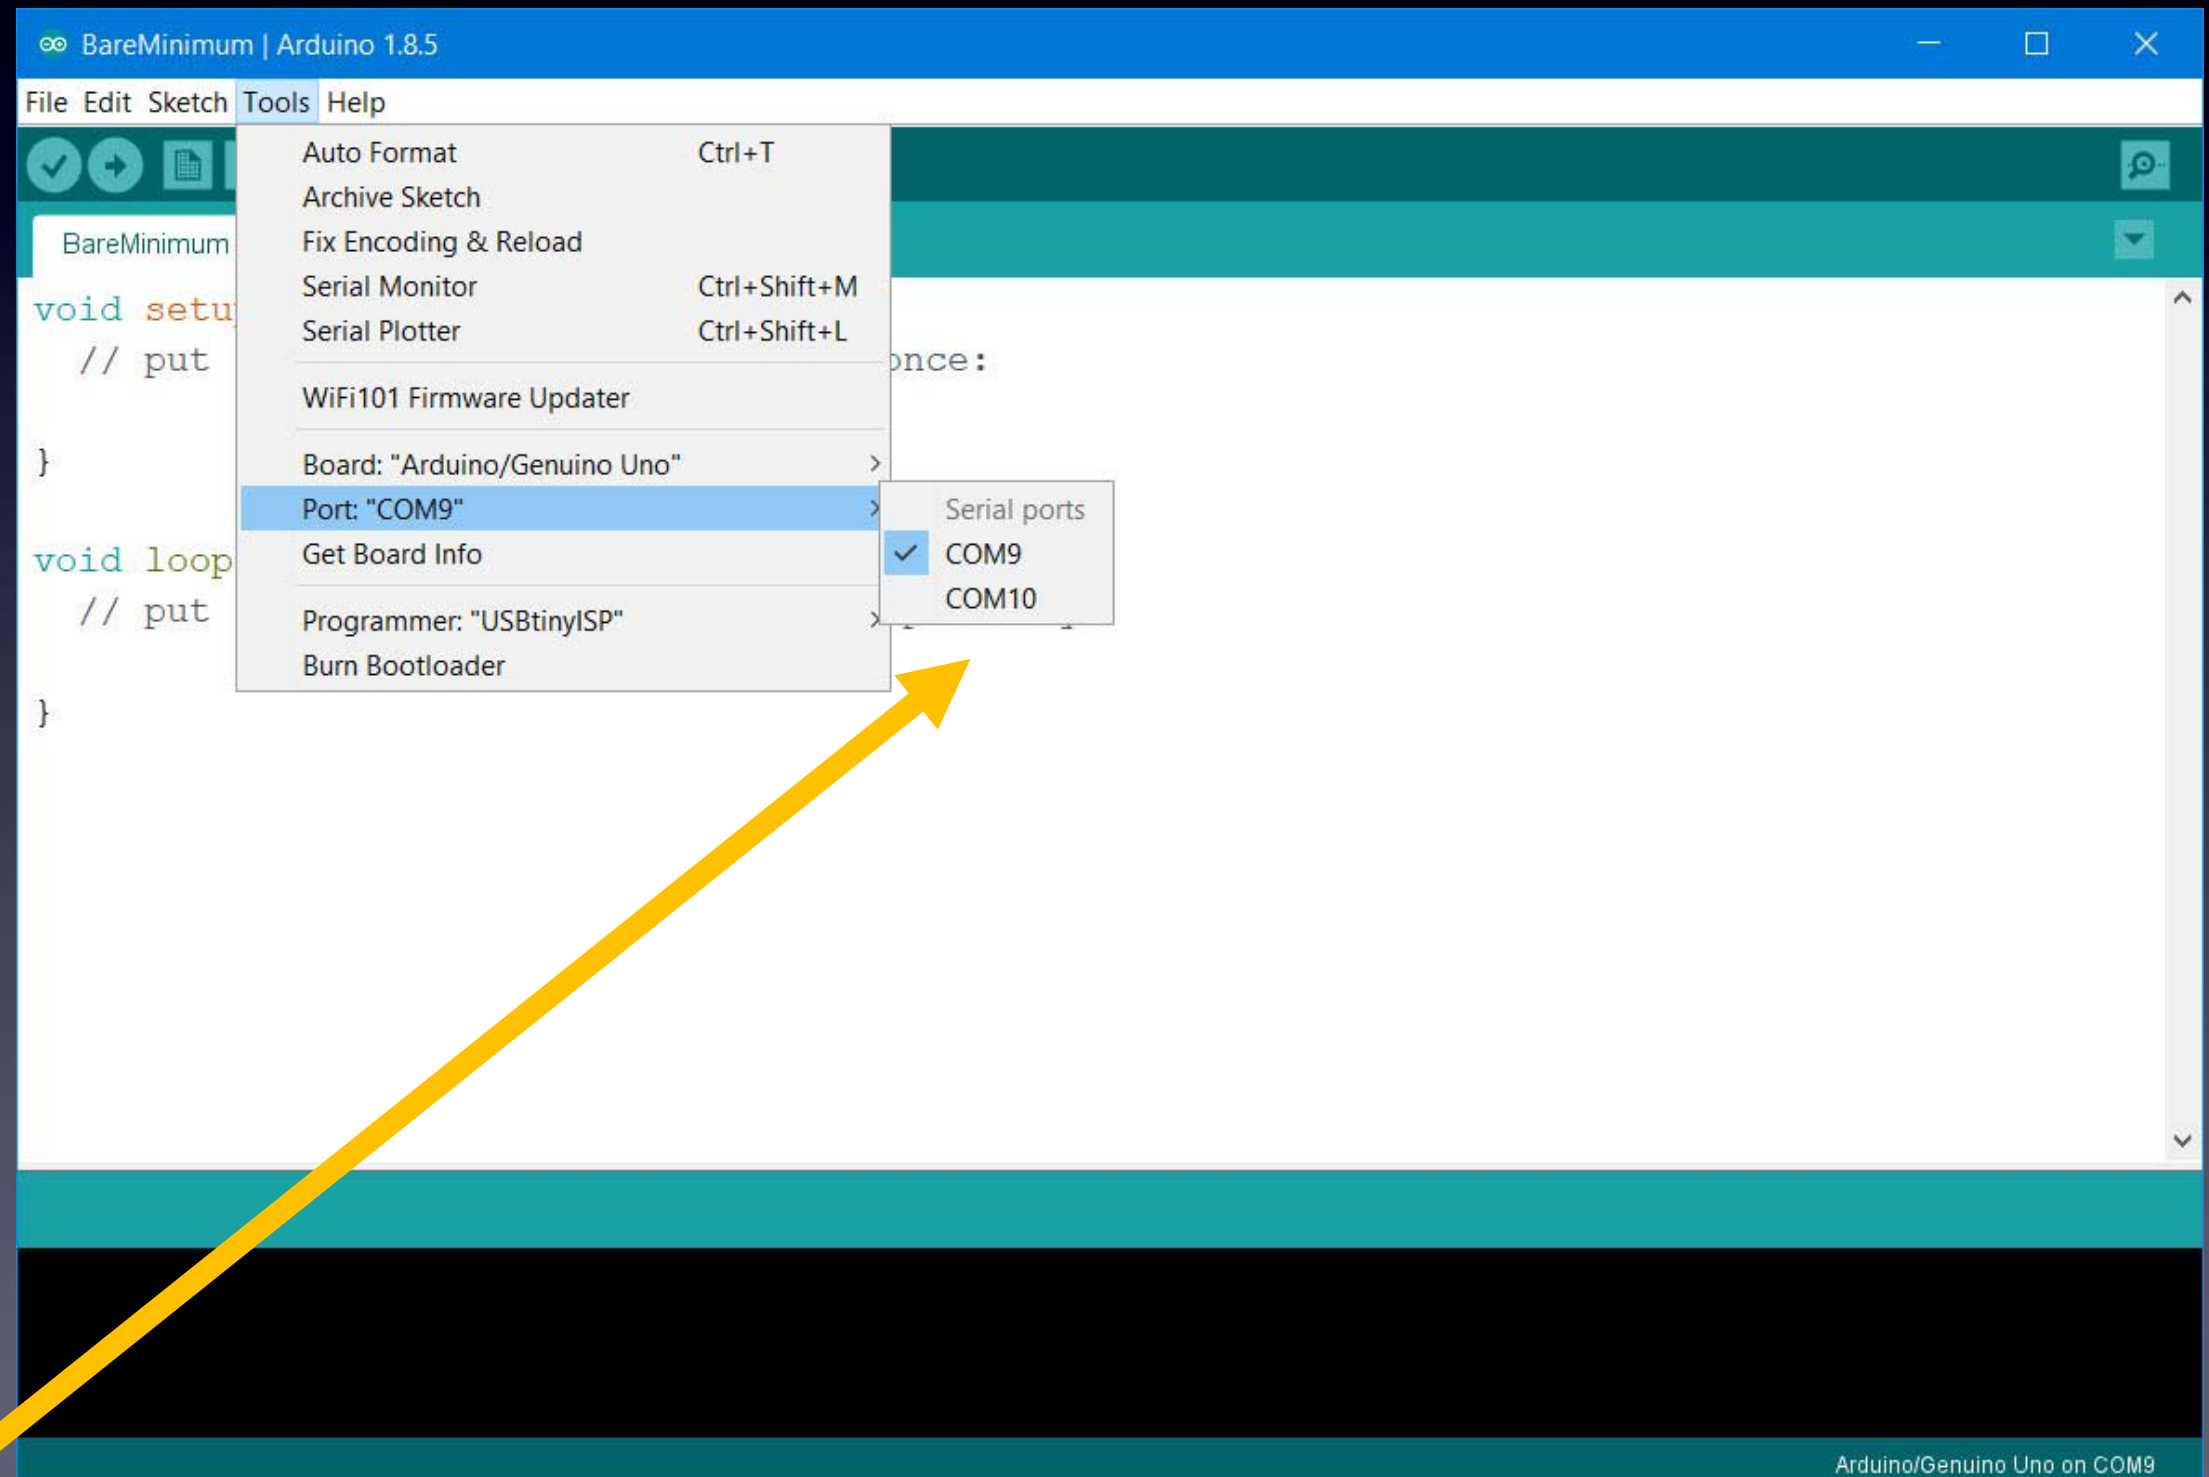 BareMinimum | Arduino 1.8.5
File Edit Sketch Tools Help
Auto Format Ctrl+T
Archive Sketch
Fix Encoding & Reload
Serial Monitor Ctrl+Shift+M
Serial Plotter Ctrl+Shift+L
WiFi101 Firmware Updater
Board: "Arduino/Genuino Uno"
Port: "COM9"
Get Board Info
Programmer: "USBtinyISP"
Burn Bootloader
Serial ports
COM9
COM10
BareMinimum
void setu
// put once:
}
void loop
// put
}
Arduino/Genuino Uno on COM9